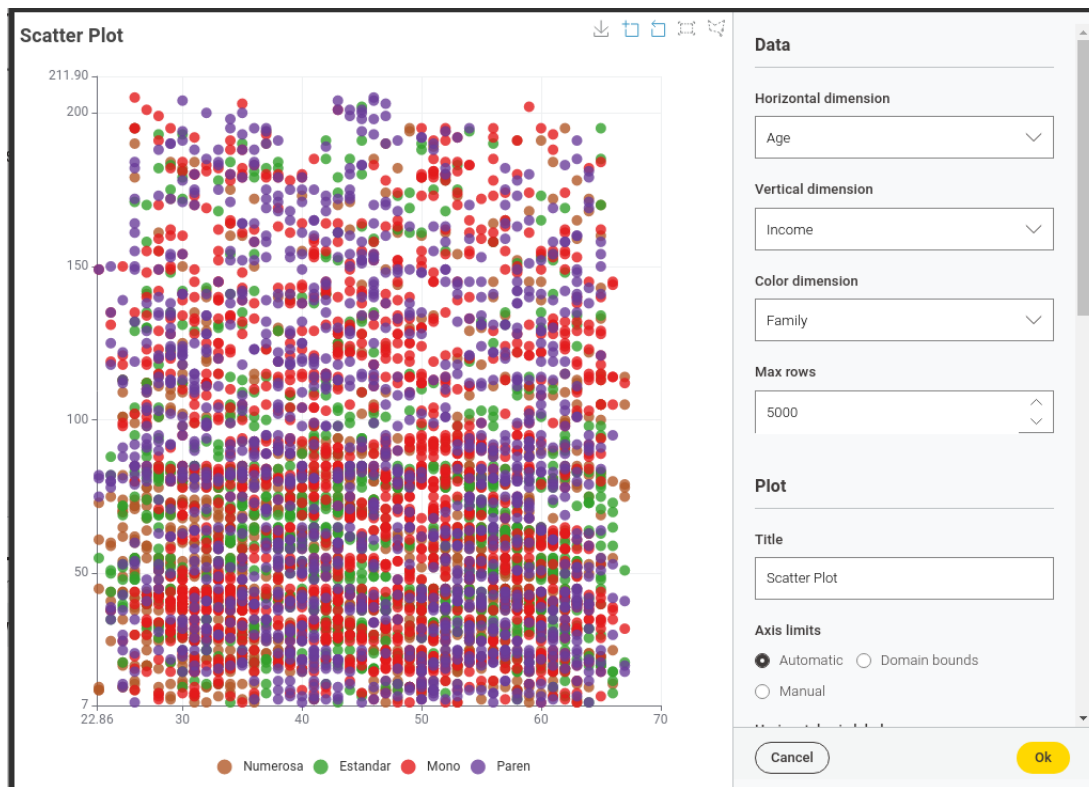 Scatter Plot
211.90
200
150
100
50
7
22.86
30
40
50
60
70
Numerosa
Estandar
Mono
Paren
Data
Horizontal dimension
Age
Vertical dimension
Income
Color dimension
Family
Max rows
5000
Plot
Title
Scatter Plot
Axis limits
Automatic
Domain bounds
Manual
Cancel
Ok